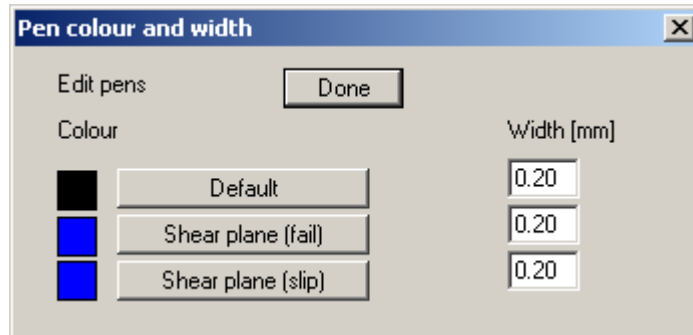 Pen colour and width
Edit pens Done
Colour Width [mm]
Default 0.20
Shear plane (fail) 0.20
Shear plane (slip) 0.20